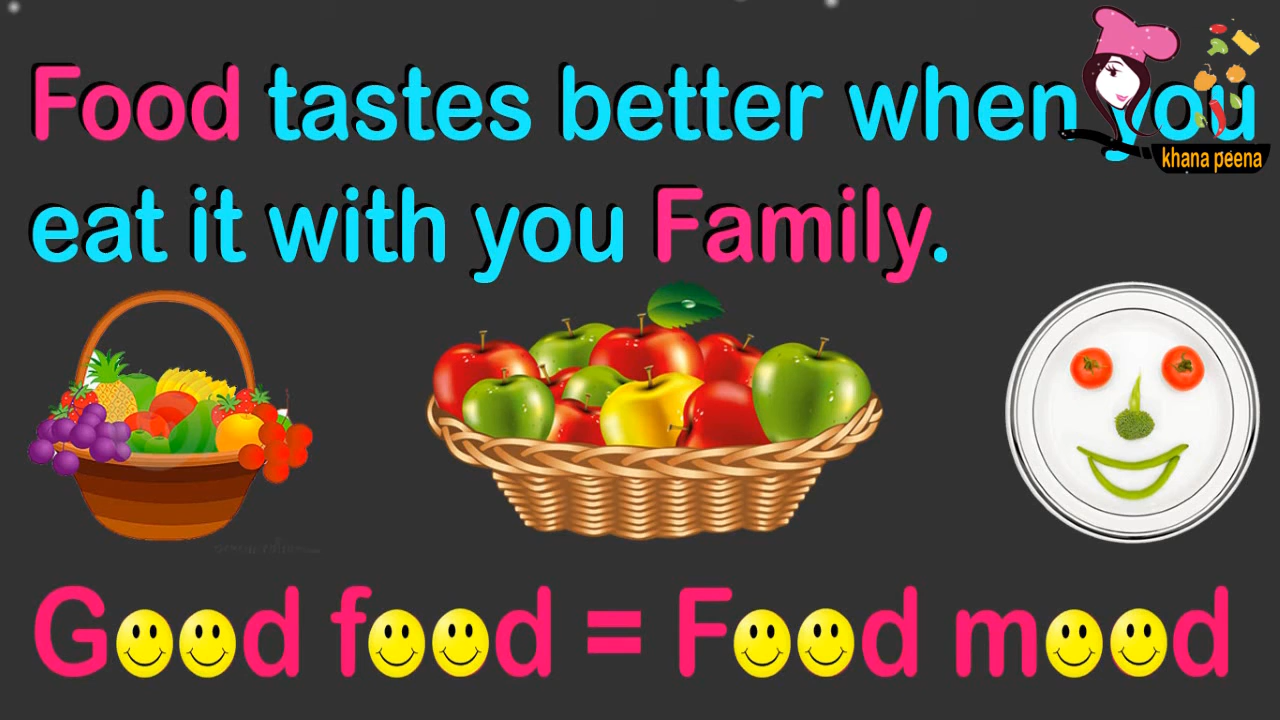 Food tastes better when you
eat it with you Family.
khana peena
Good food = Food mood